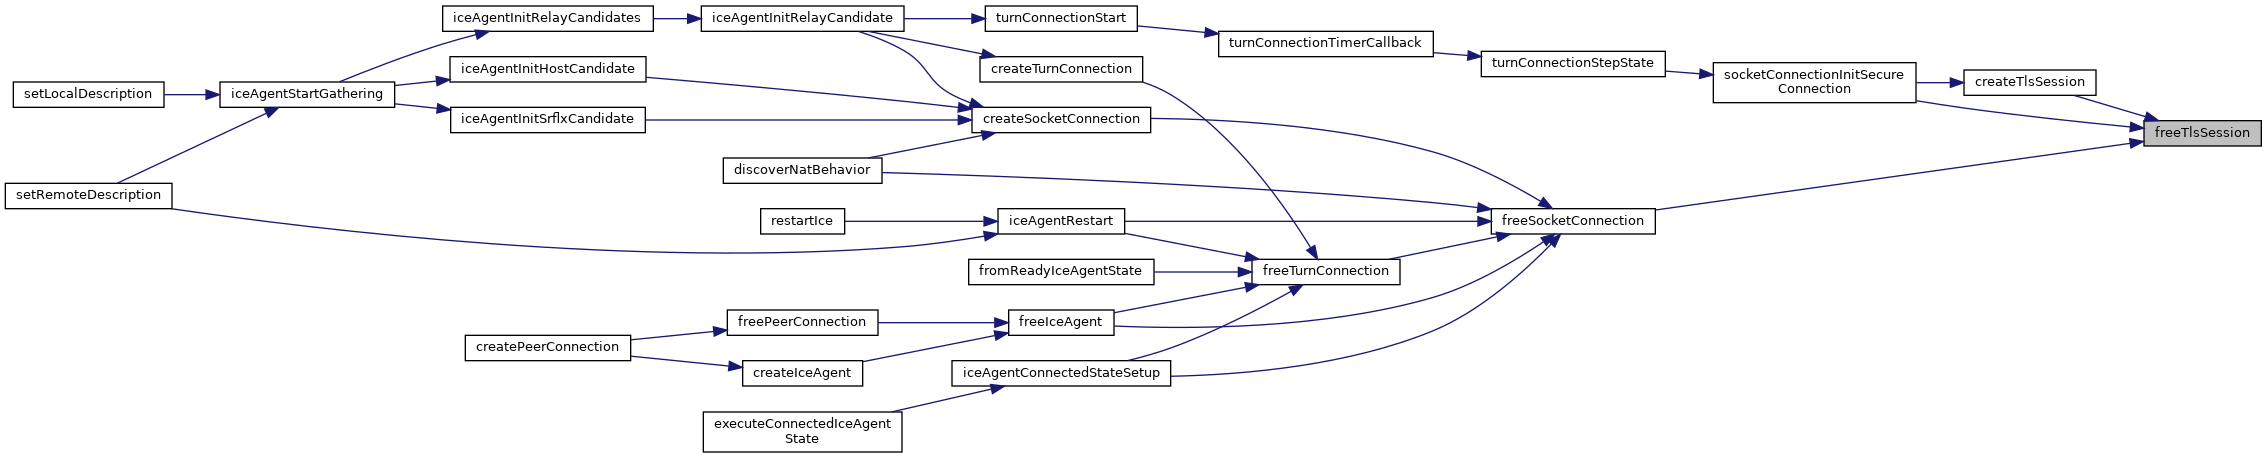 iceAgentInitRelayCandidates
iceAgentInitRelayCandidate
turnConnectionStart
turnConnectionTimerCallback
turnConnectionStepState
socketConnectionInitSecure
Connection
createTlsSession
freeTlsSession
iceAgentInitHostCandidate
createTurnConnection
setLocalDescription
iceAgentStartGathering
iceAgentInitSrflxCandidate
createSocketConnection
discoverNatBehavior
setRemoteDescription
restartIce
iceAgentRestart
freeSocketConnection
fromReadyIceAgentState
freeTurnConnection
freePeerConnection
freeIceAgent
createPeerConnection
createIceAgent
iceAgentConnectedStateSetup
executeConnectedIceAgent
State